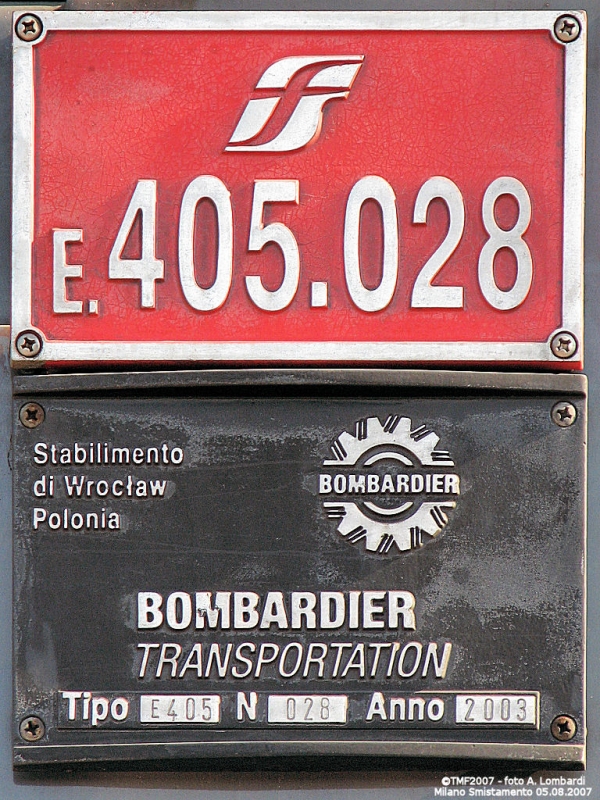 E.405.028
Stabilimento
di Wrocław
Polonia
BOMBARDIER
BOMBARDIER
TRANSPORTATION
Tipo E405 N 028 Anno 2003
©TMF2007 - foto A. Lombardi
Milano Smistamento 05.08.2007